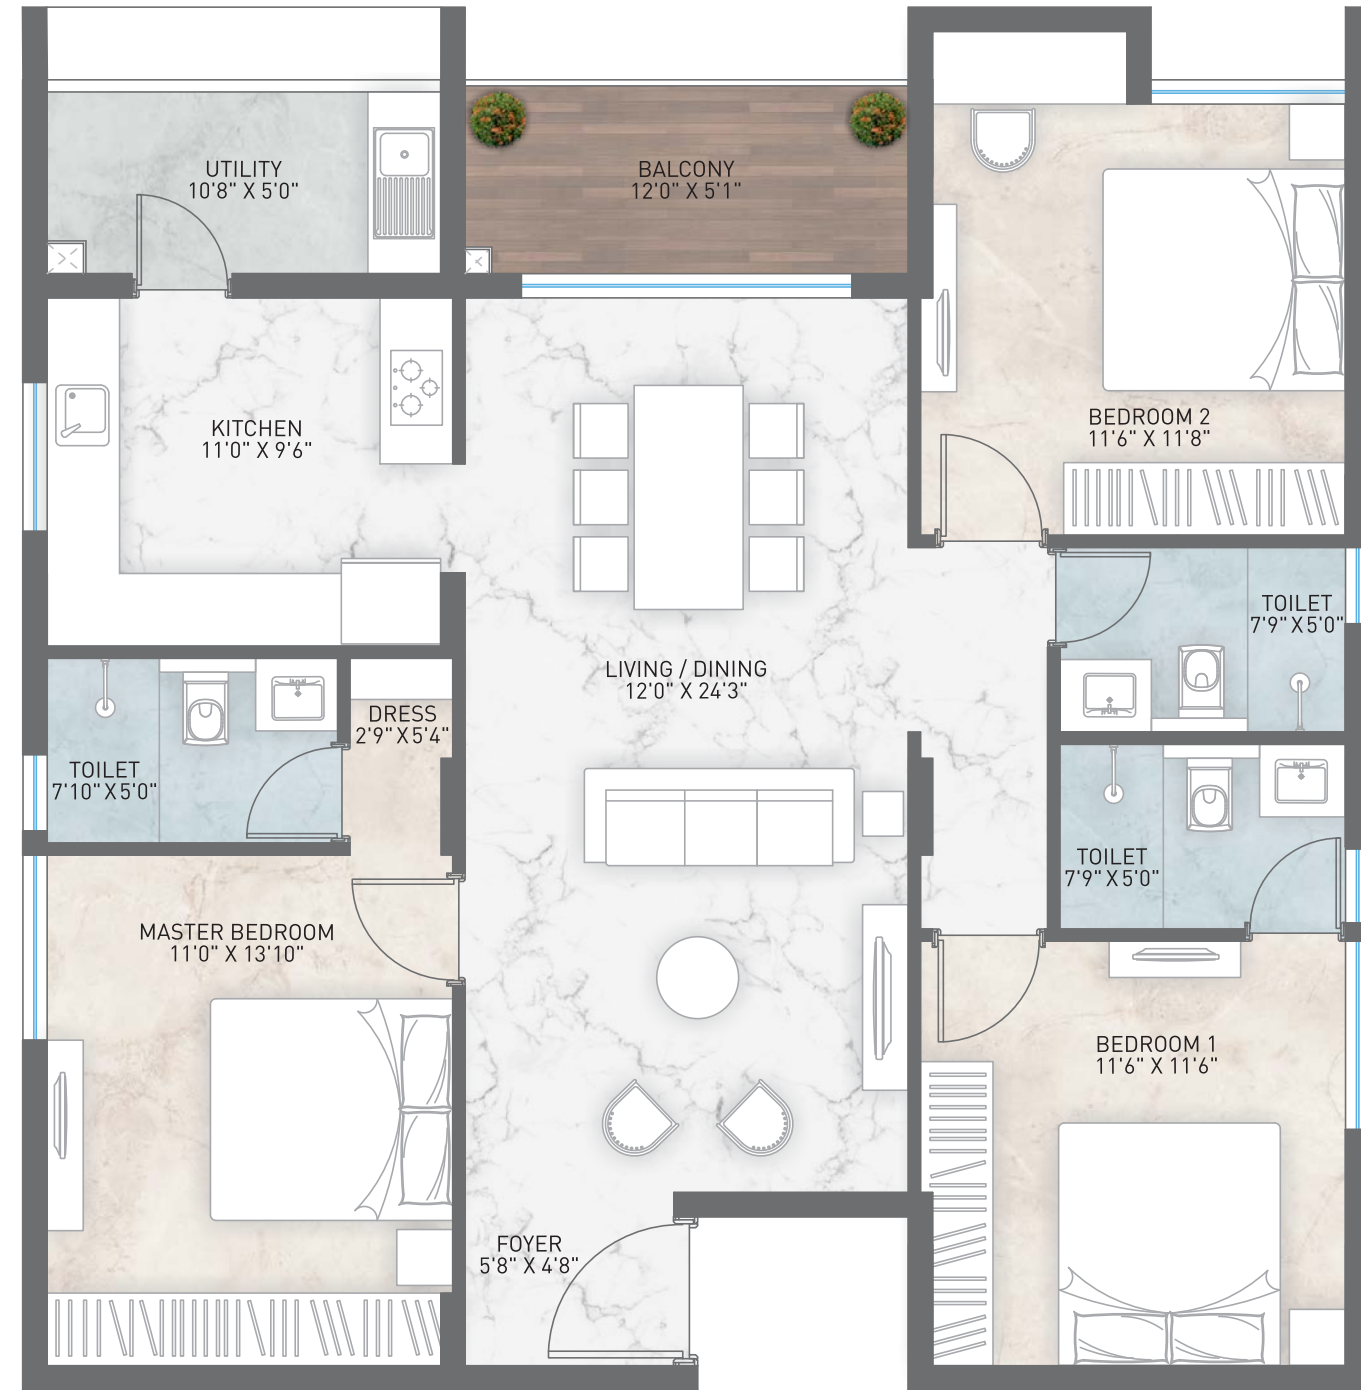 UTILITY
10'8" X 5'0"
BALCONY
12'0" X 5'1"
KITCHEN
11'0" X 9'6"
BEDROOM 2
11'6" X 11'8"
TOILET
7'9" X 5'0"
LIVING / DINING
12'0" X 24'3"
DRESS
2'9" X 5'4"
TOILET
7'10" X 5'0"
TOILET
7'9" X 5'0"
MASTER BEDROOM
11'0" X 13'10"
BEDROOM 1
11'6" X 11'6"
FOYER
5'8" X 4'8"